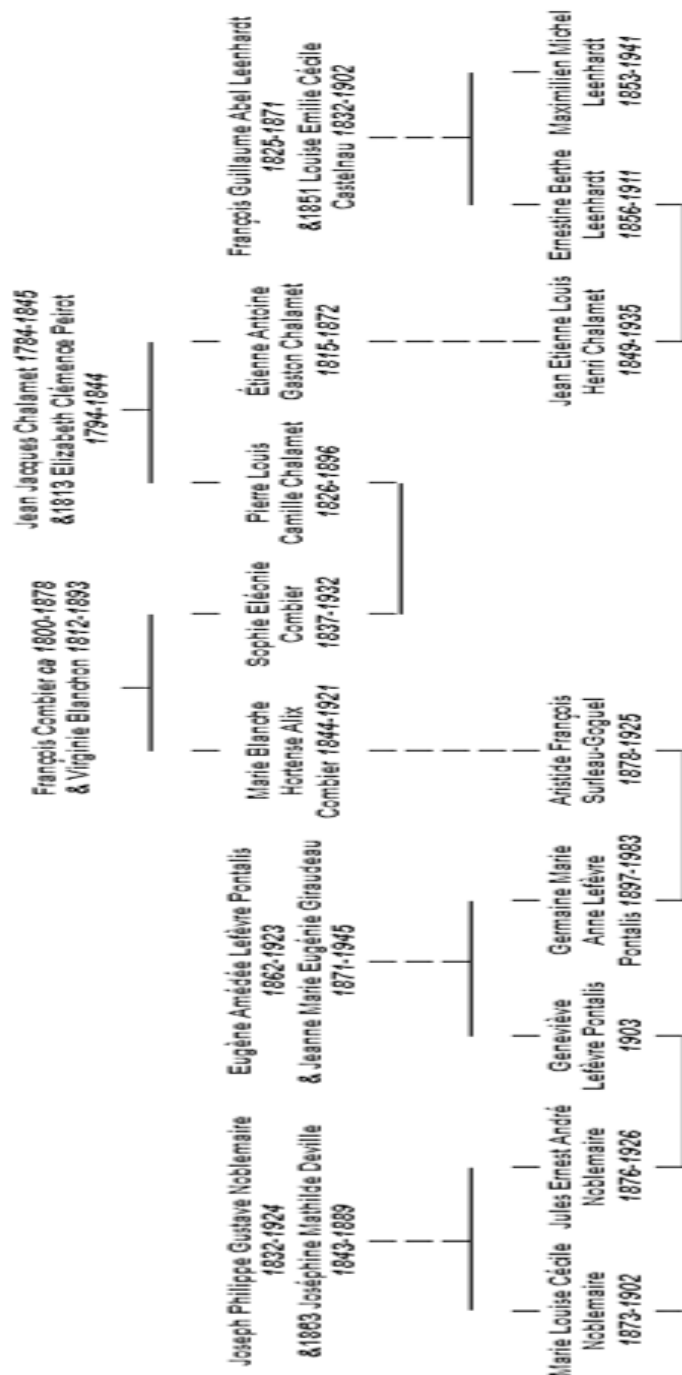 François Combier ca 1800-1878
& Virginie Blanchon 1812-1893
Jean Jacques Chalamet 1784-1845
&1813 Elizabeth Clémence Peirot
1794-1844
Joseph Philippe Gustave Noblemaire
1832-1924
&1863 Joséphine Mathilde Deville
1843-1889
Eugène Amédée Lefèvre Pontalis
1862-1923
& Jeanne Marie Eugénie Giraudeau
1871-1945
Marie Blanche
Hortense Alix
Combier 1844-1921
Sophie Eléonie
Combier
1837-1932
Pierre Louis
Camille Chalamet
1826-1896
Étienne Antoine
Gaston Chalamet
1815-1872
François Guillaume Abel Leenhardt
1825-1871
&1851 Louise Emilie Cécile
Castelnau 1832-1902
Marie Louise Cécile
Noblemaire
1873-1902
Jules Ernest André
Noblemaire
1876-1926
Geneviève
Lefèvre Pontalis
1903
Germaine Marie
Anne Lefèvre
Pontalis 1897-1983
Aristide François
Surleau-Goguel
1878-1925
Jean Etienne Louis
Henri Chalamet
1849-1935
Ernestine Berthe
Leenhardt
1856-1911
Maximilien Michel
Leenhardt
1853-1941